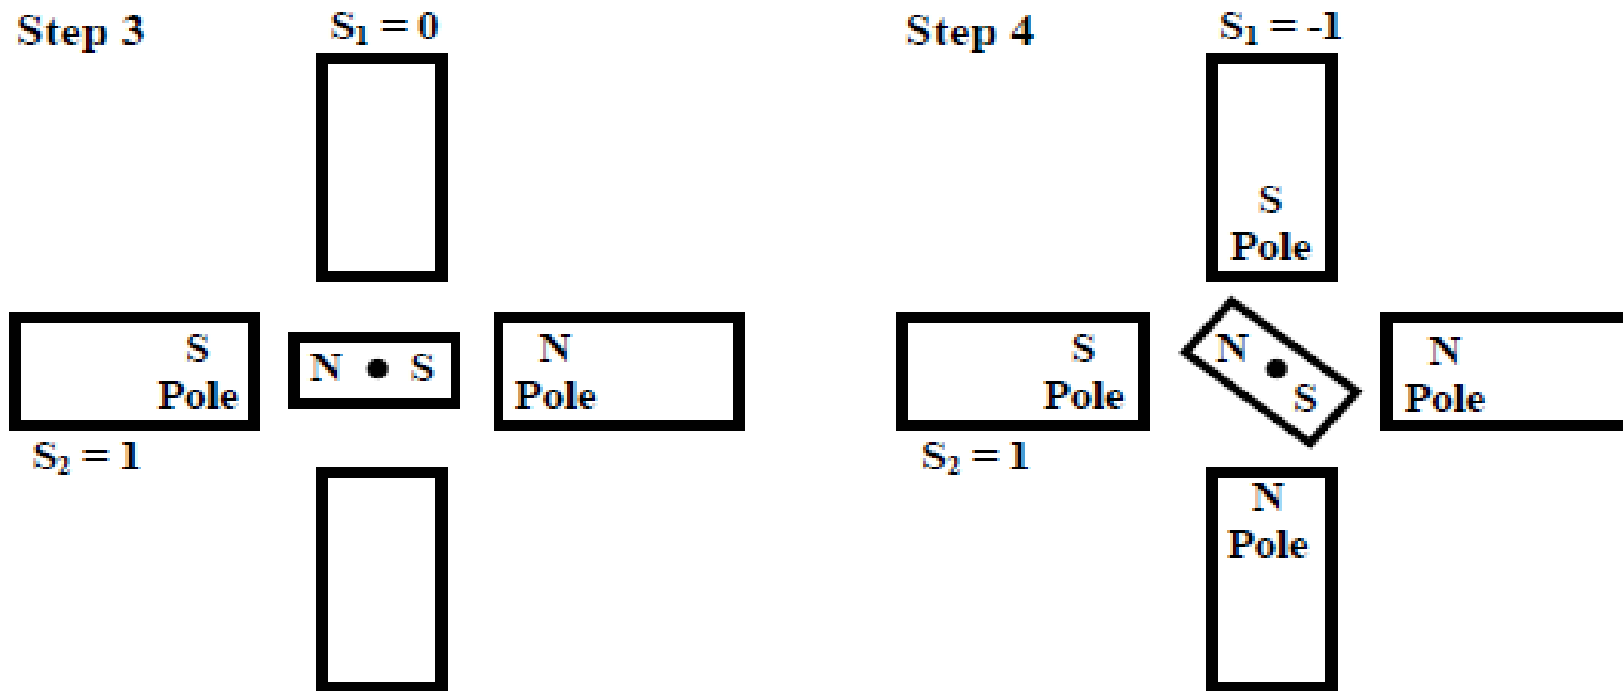 Step 3
S₁ = 0
S
Pole
N S
N
Pole
S₂ = 1
Step 4
S₁ = -1
S
Pole
S
Pole
N
S
N
Pole
S₂ = 1
N
Pole